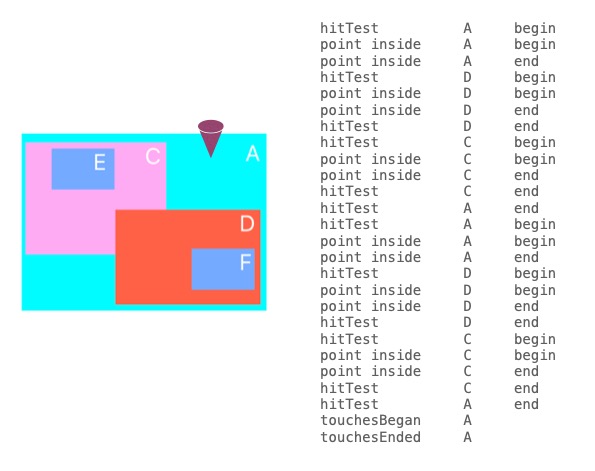 E
C
A
D
F
hitTest A begin
point inside A begin
point inside A end
hitTest D begin
point inside D begin
point inside D end
hitTest D end
hitTest C begin
point inside C begin
point inside C end
hitTest C end
hitTest A end
hitTest A begin
point inside A begin
point inside A end
hitTest D begin
point inside D begin
point inside D end
hitTest D end
hitTest C begin
point inside C begin
point inside C end
hitTest C end
hitTest A end
touchesBegan A
touchesEnded A